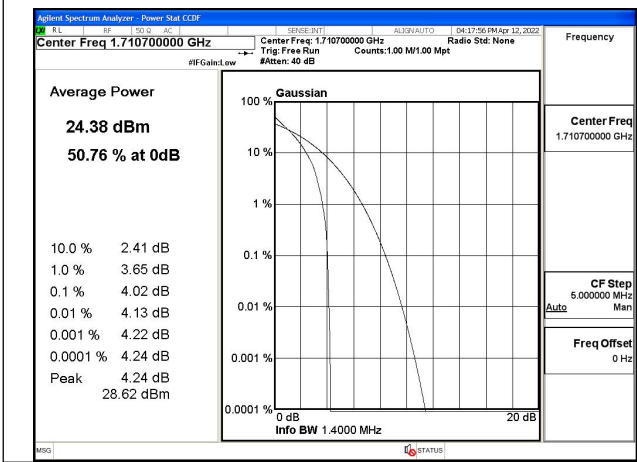 Agilent Spectrum Analyzer - Power Stat CCDF
RL RF 50 Ω AC SENSE:INT ALIGN AUTO 04:17:56 PM Apr 12, 2022
Center Freq 1.710700000 GHz
Center Freq: 1.710700000 GHz Radio Std: None
Trig: Free Run Counts:1.00 M/1.00 Mpt
#IFGain:Low #Atten: 40 dB
Frequency
Average Power
24.38 dBm
50.76 % at 0dB
10.0 % 2.41 dB
1.0 % 3.65 dB
0.1 % 4.02 dB
0.01 % 4.13 dB
0.001 % 4.22 dB
0.0001 % 4.24 dB
Peak 4.24 dB
28.62 dBm
Gaussian
100 %
10 %
1 %
0.1 %
0.01 %
0.001 %
0.0001 %
0 dB 20 dB
Info BW 1.4000 MHz
Center Freq
1.710700000 GHz
CF Step
5.000000 MHz
Auto Man
Freq Offset
0 Hz
MSG STATUS